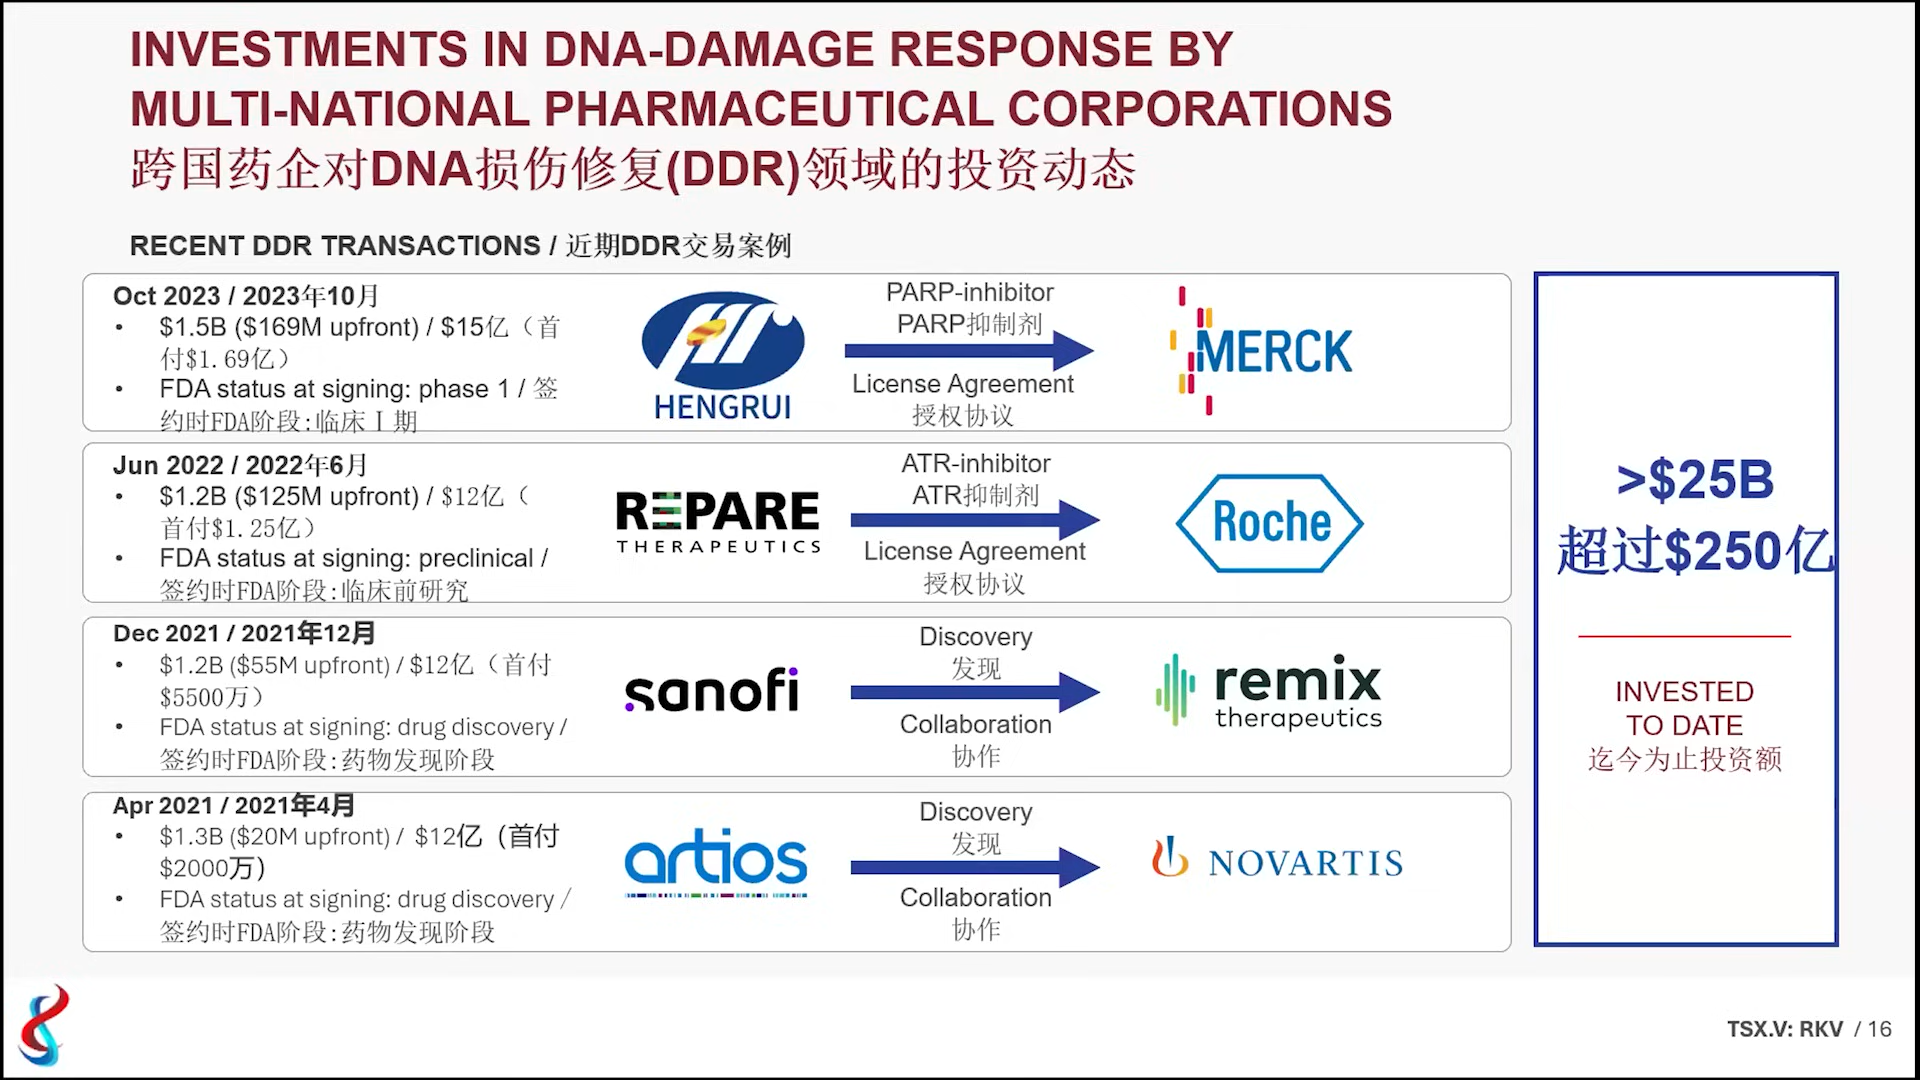 INVESTMENTS IN DNA-DAMAGE RESPONSE BY
MULTI-NATIONAL PHARMACEUTICAL CORPORATIONS
跨国药企对DNA损伤修复(DDR)领域的投资动态
RECENT DDR TRANSACTIONS / 近期DDR交易案例
Oct 2023 / 2023年10月
• $1.5B ($169M upfront) / $15亿（首
付$1.69亿）
• FDA status at signing: phase 1 / 签
约时FDA阶段:临床Ⅰ期
HENGRUI
PARP-inhibitor
PARP抑制剂
License Agreement
授权协议
MERCK
Jun 2022 / 2022年6月
• $1.2B ($125M upfront) / $12亿（
首付$1.25亿）
• FDA status at signing: preclinical /
签约时FDA阶段:临床前研究
REPARE
THERAPEUTICS
ATR-inhibitor
ATR抑制剂
License Agreement
授权协议
Roche
Dec 2021 / 2021年12月
• $1.2B ($55M upfront) / $12亿（首付
$5500万）
• FDA status at signing: drug discovery /
签约时FDA阶段:药物发现阶段
sanofi
Discovery
发现
Collaboration
协作
remix
therapeutics
Apr 2021 / 2021年4月
• $1.3B ($20M upfront) / $12亿（首付
$2000万)
• FDA status at signing: drug discovery /
签约时FDA阶段:药物发现阶段
artios
Discovery
发现
Collaboration
协作
NOVARTIS
>$25B
超过$250亿
INVESTED
TO DATE
迄今为止投资额
TSX.V: RKV / 16